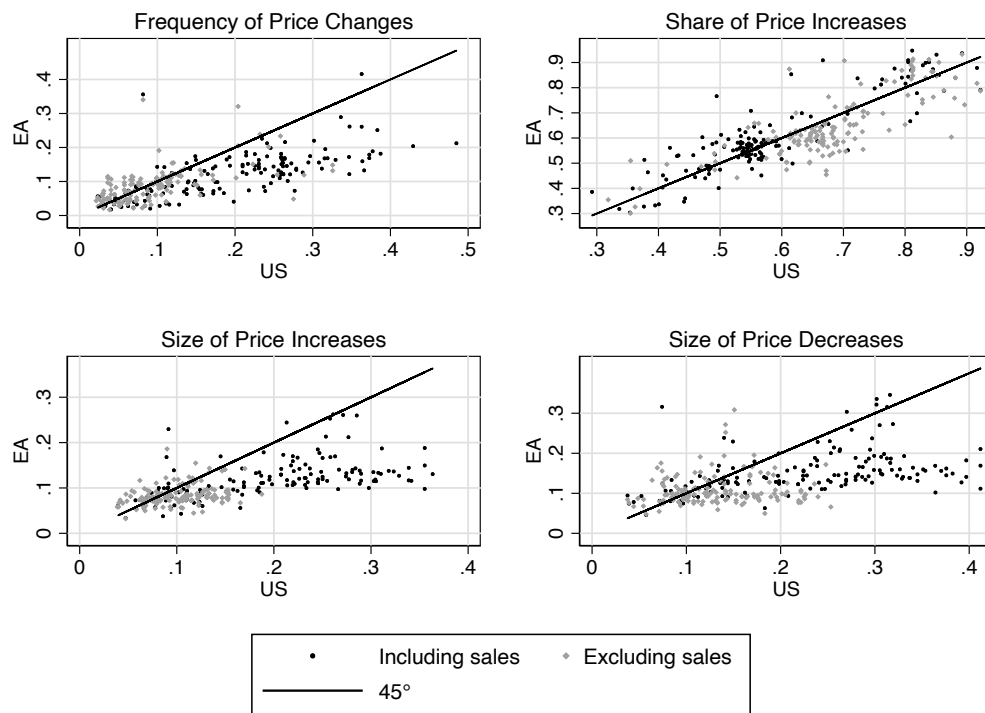 Frequency of Price Changes
EA
0 .1 .2 .3 .4
0 .1 .2 .3 .4 .5
US
Share of Price Increases
EA
.3 .4 .5 .6 .7 .8 .9
.3 .4 .5 .6 .7 .8 .9
US
Size of Price Increases
EA
0 .1 .2 .3
0 .1 .2 .3 .4
US
Size of Price Decreases
EA
0 .1 .2 .3
0 .1 .2 .3 .4
US
Including sales Excluding sales
45°